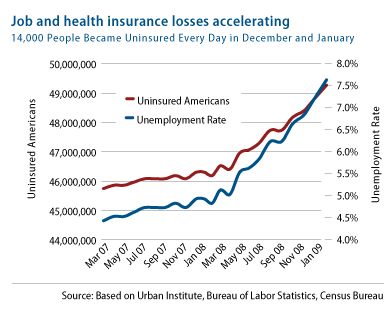 Job and health insurance losses accelerating
14,000 People Became Uninsured Every Day in December and January
50,000,000
49,000,000
48,000,000
47,000,000
46,000,000
45,000,000
44,000,000
Uninsured Americans
Uninsured Americans
Unemployment Rate
8.0%
7.5%
7.0%
6.5%
6.0%
5.5%
5.0%
4.5%
4.0%
Unemployment Rate
Mar 07
May 07
Jul 07
Sep 07
Nov 07
Jan 08
Mar 08
May 08
Jul 08
Sep 08
Nov 08
Jan 09
Source: Based on Urban Institute, Bureau of Labor Statistics, Census Bureau